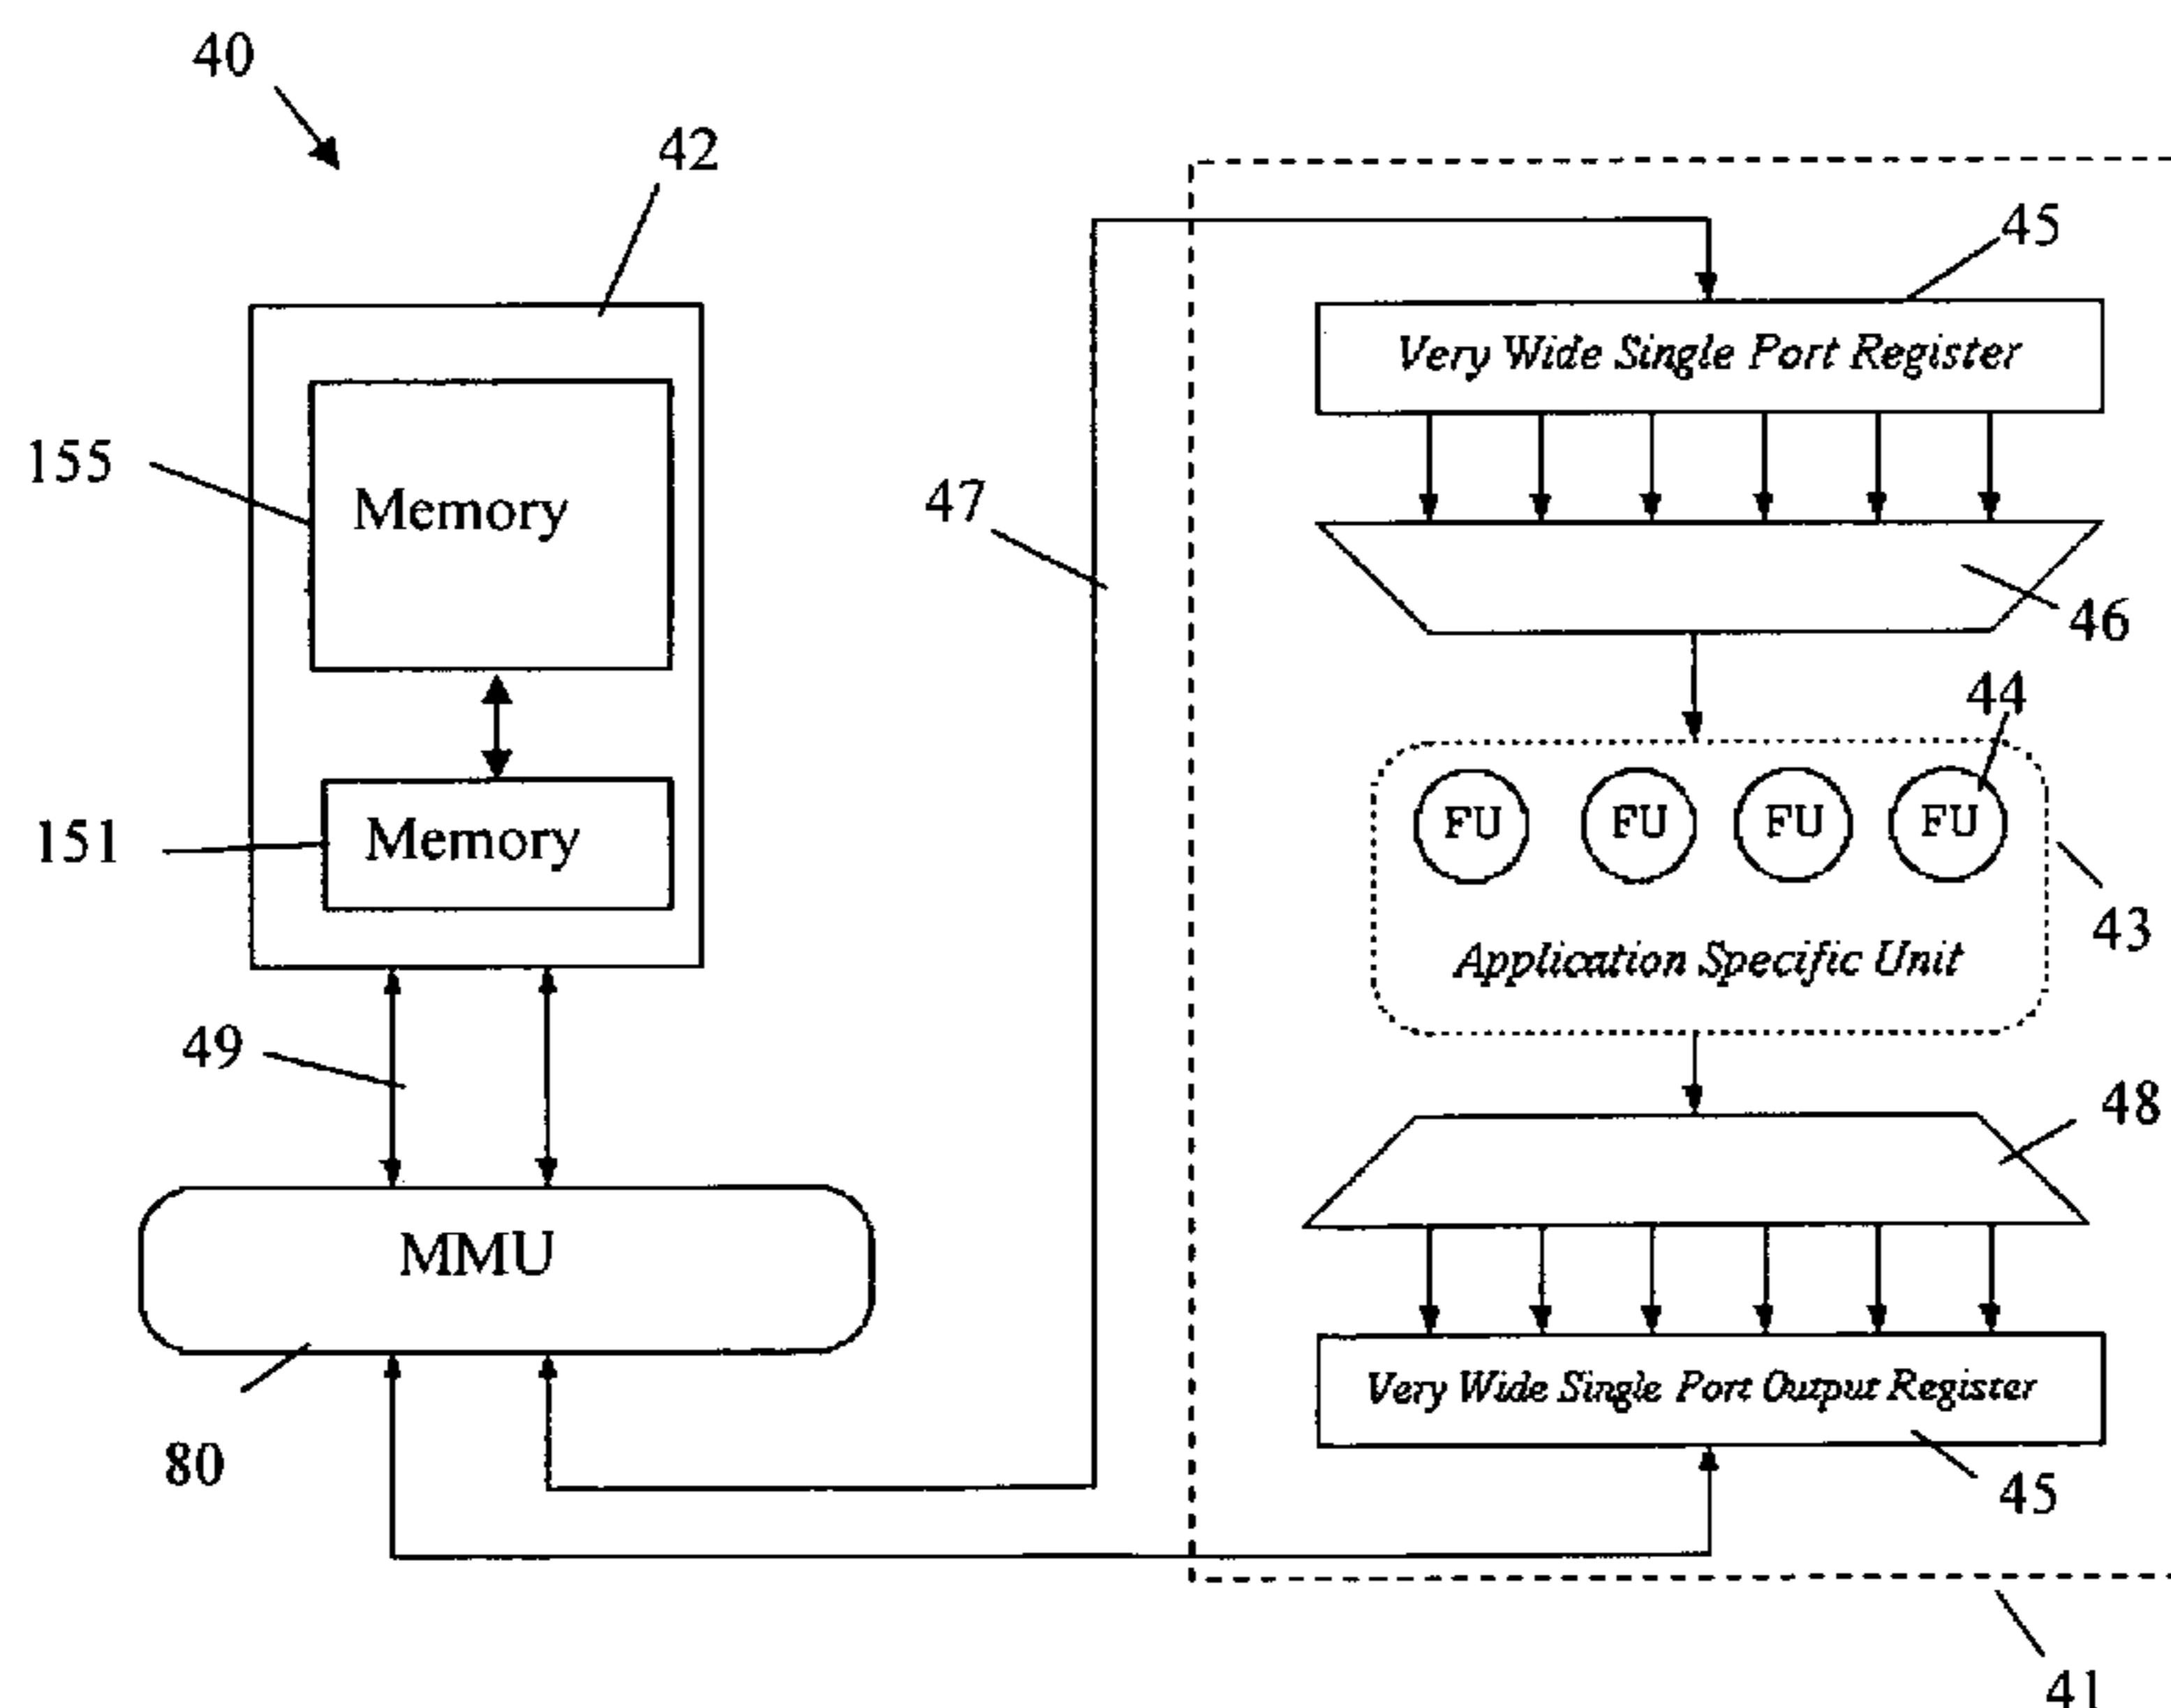 40
42
45
Very Wide Single Port Register
155
Memory
47
46
44
151
Memory
FU FU FU FU
43
Application Specific Unit
49
48
MMU
Very Wide Single Port Output Register
80
45
41